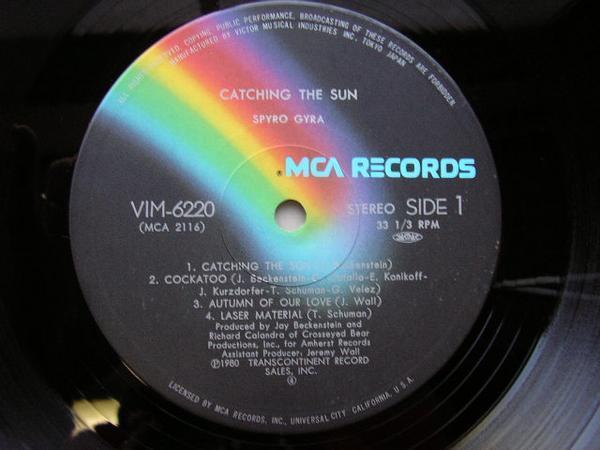 ALL RIGHTS RESERVED. COPYING, PUBLIC PERFORMANCE, BROADCASTING OF THESE RECORDS ARE FORBIDDEN.
MANUFACTURED BY VICTOR MUSICAL INDUSTRIES INC. TOKYO JAPAN
CATCHING THE SUN
SPYRO GYRA
MCA RECORDS
VIM-6220
(MCA 2116)
STEREO SIDE 1
33 1/3 RPM
1. CATCHING THE SUN (J. Beckenstein)
2. COCKATOO (J. Beckenstein- E. Konikoff-
J. Kurzdorfer-T. Schuman-G. Velez)
3. AUTUMN OF OUR LOVE (J. Wall)
4. LASER MATERIAL (T. Schuman)
Produced by Jay Beckenstein and
Richard Calandra of Crosseyed Bear
Productions, Inc., for Amherst Records
Assistant Producer: Jeremy Wall
Ⓟ1980 TRANSCONTINENT RECORD
SALES, INC.
LICENSED BY MCA RECORDS, INC., UNIVERSAL CITY, CALIFORNIA, U.S.A.